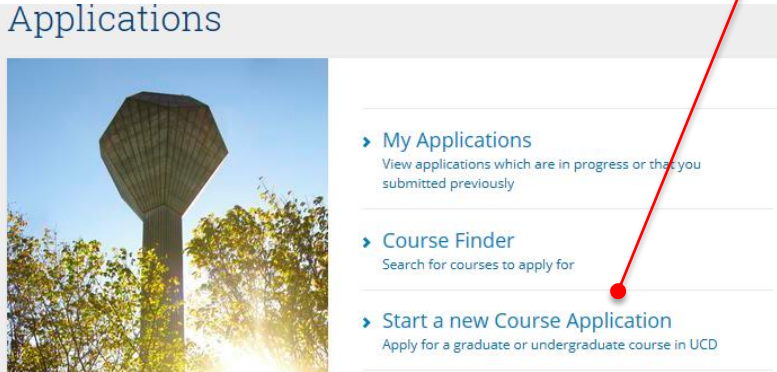 Applications
My Applications
View applications which are in progress or that you
submitted previously
Course Finder
Search for courses to apply for
Start a new Course Application
Apply for a graduate or undergraduate course in UCD